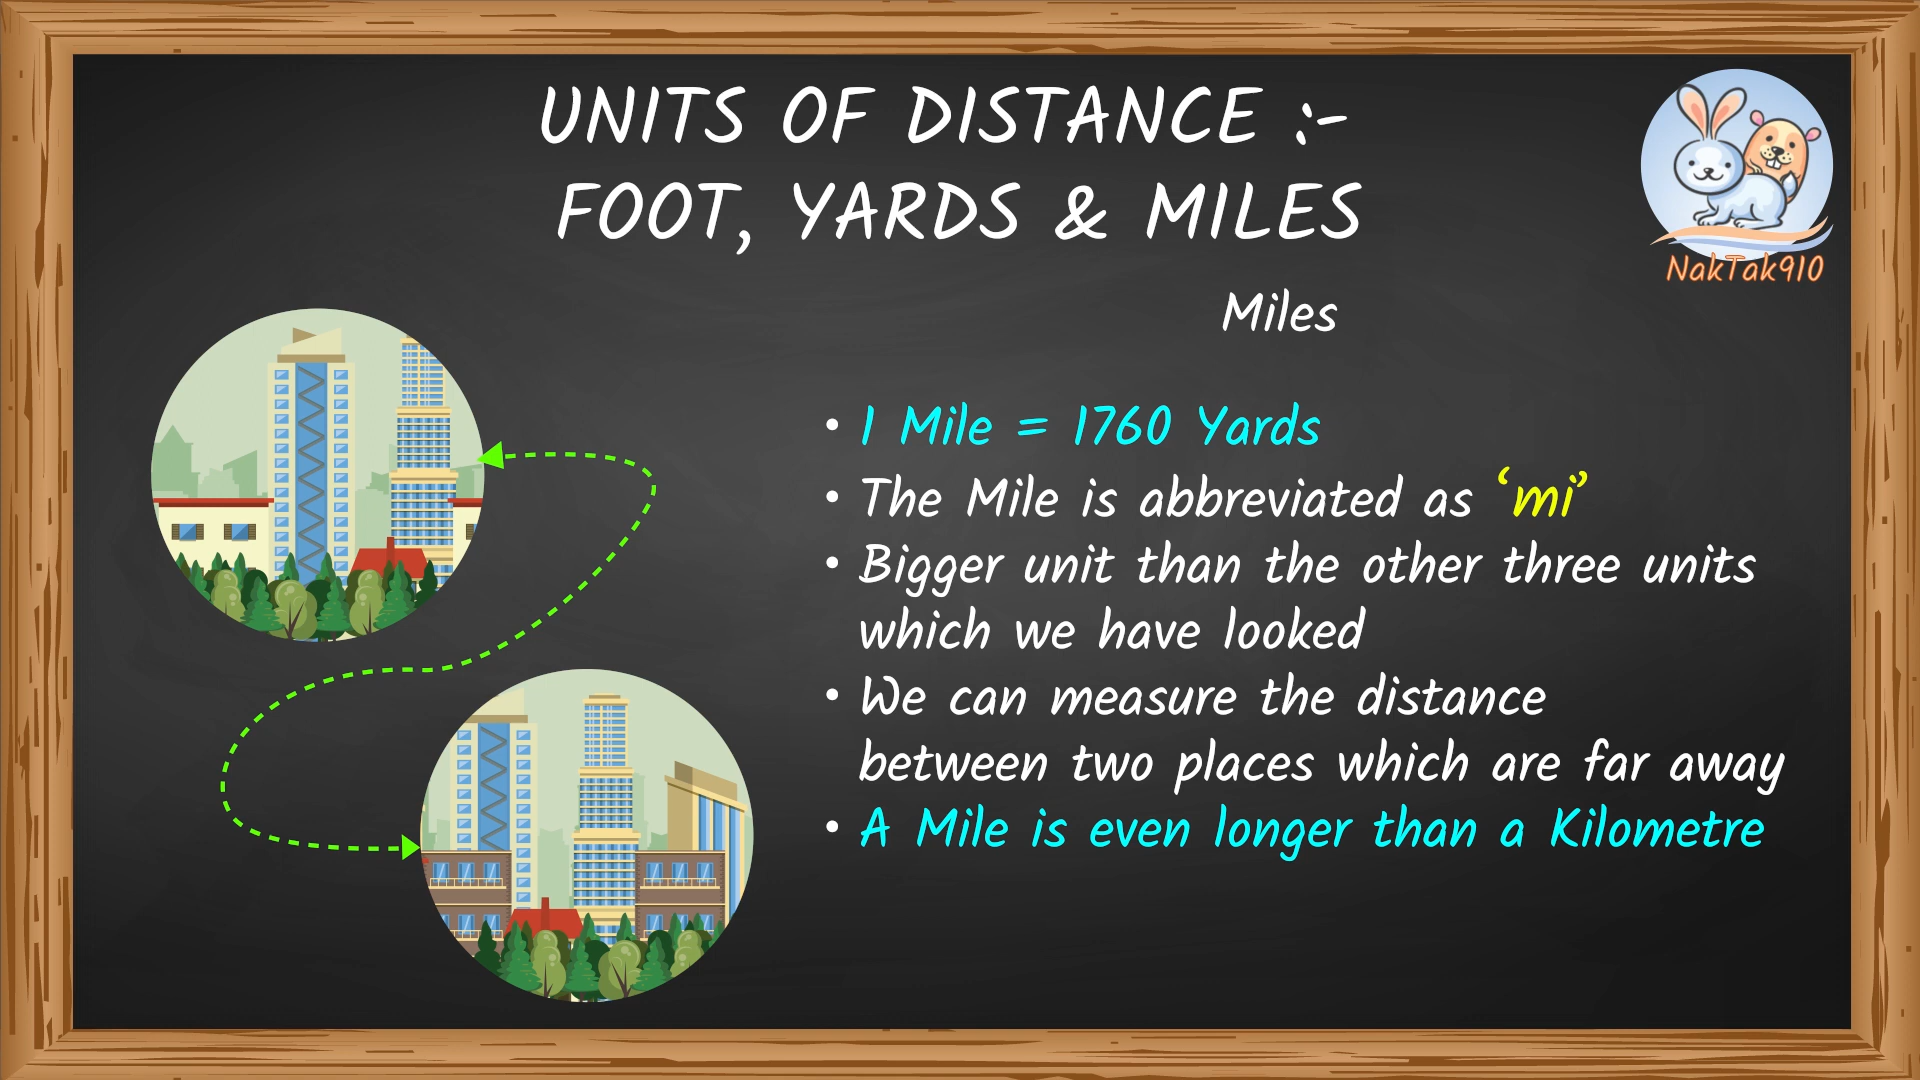 UNITS OF DISTANCE :-
FOOT, YARDS & MILES
NakTak910
Miles
• 1 Mile = 1760 Yards
• The Mile is abbreviated as ‘mi’
• Bigger unit than the other three units
which we have looked
• We can measure the distance
between two places which are far away
• A Mile is even longer than a Kilometre